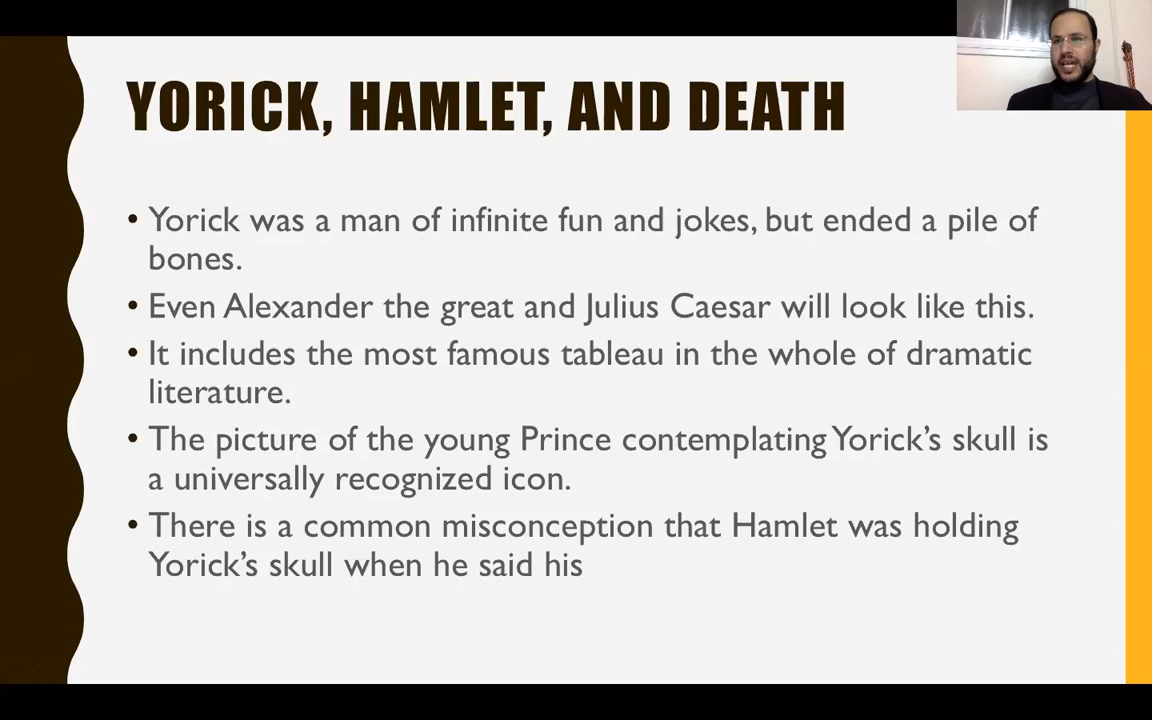 YORICK, HAMLET, AND DEATH
• Yorick was a man of infinite fun and jokes, but ended a pile of
bones.
• Even Alexander the great and Julius Caesar will look like this.
• It includes the most famous tableau in the whole of dramatic
literature.
• The picture of the young Prince contemplating Yorick’s skull is
a universally recognized icon.
• There is a common misconception that Hamlet was holding
Yorick’s skull when he said his